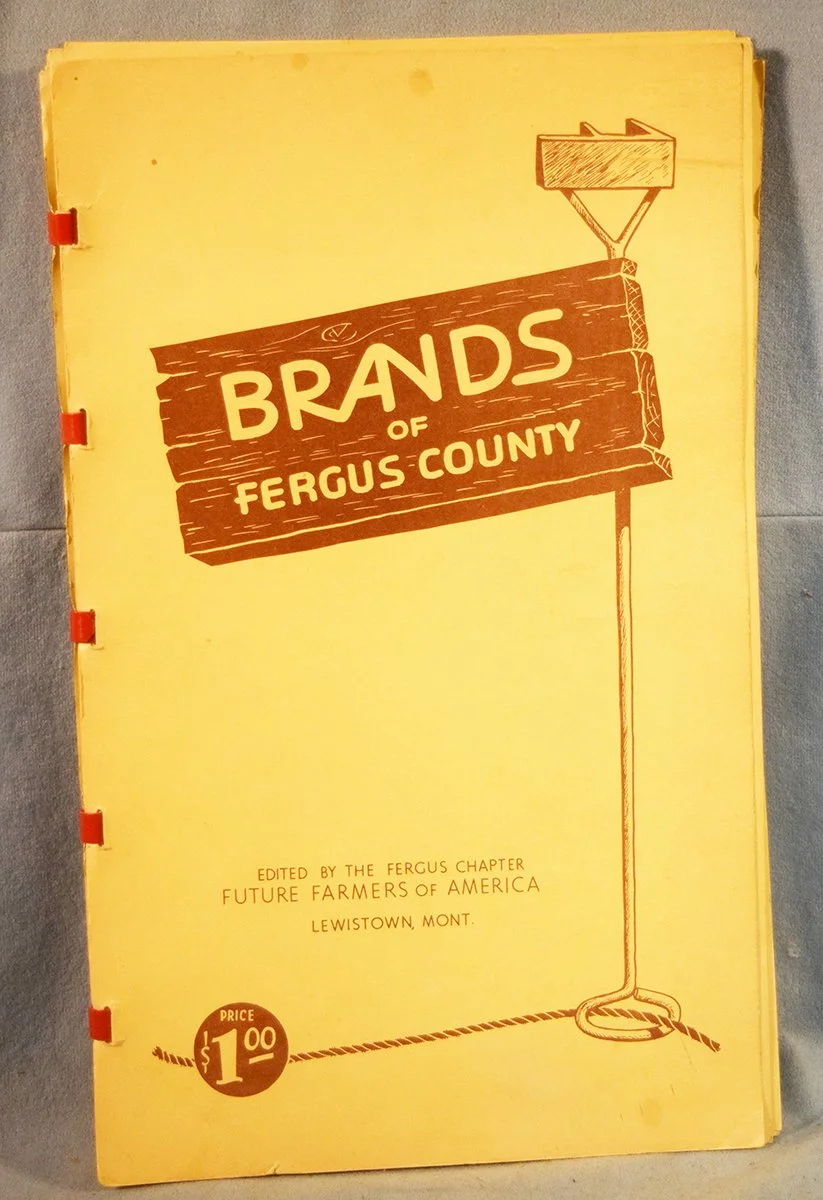 BRANDS
OF
FERGUS COUNTY
EDITED BY THE FERGUS CHAPTER
FUTURE FARMERS OF AMERICA
LEWISTOWN, MONT.
PRICE
$1.00